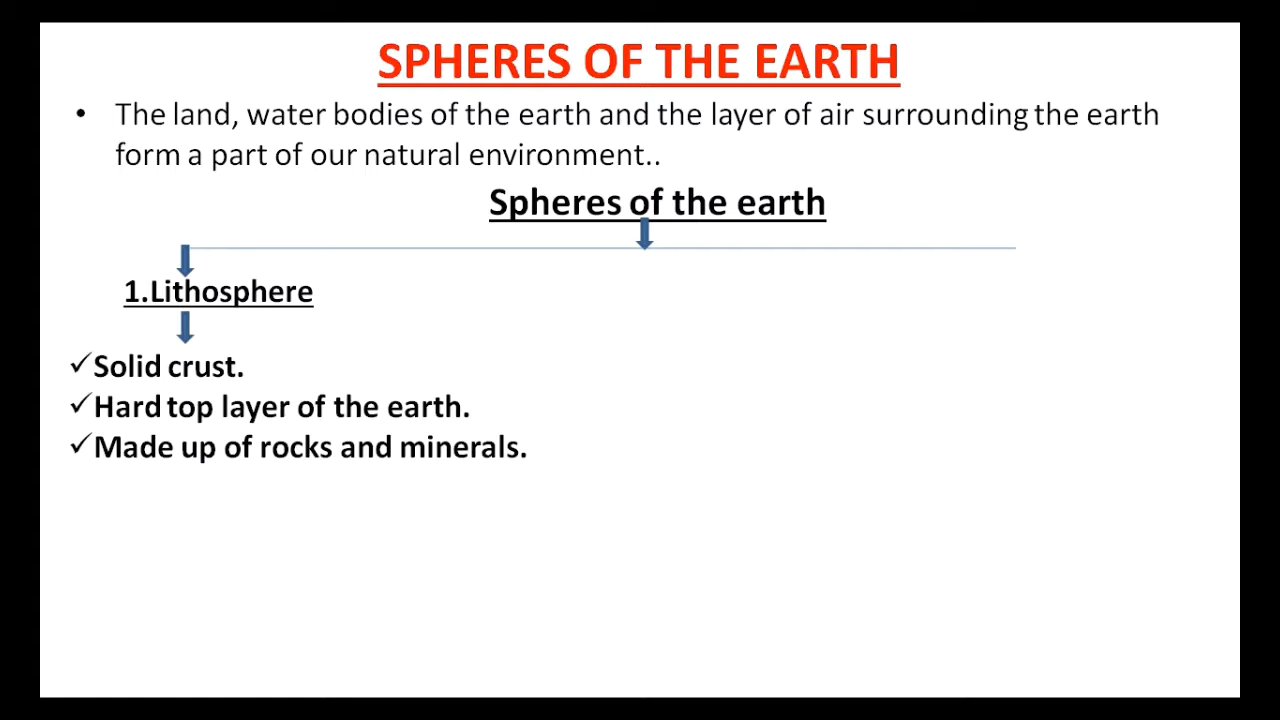 SPHERES OF THE EARTH
• The land, water bodies of the earth and the layer of air surrounding the earth
form a part of our natural environment..
Spheres of the earth
1.Lithosphere
✓Solid crust.
✓Hard top layer of the earth.
✓Made up of rocks and minerals.